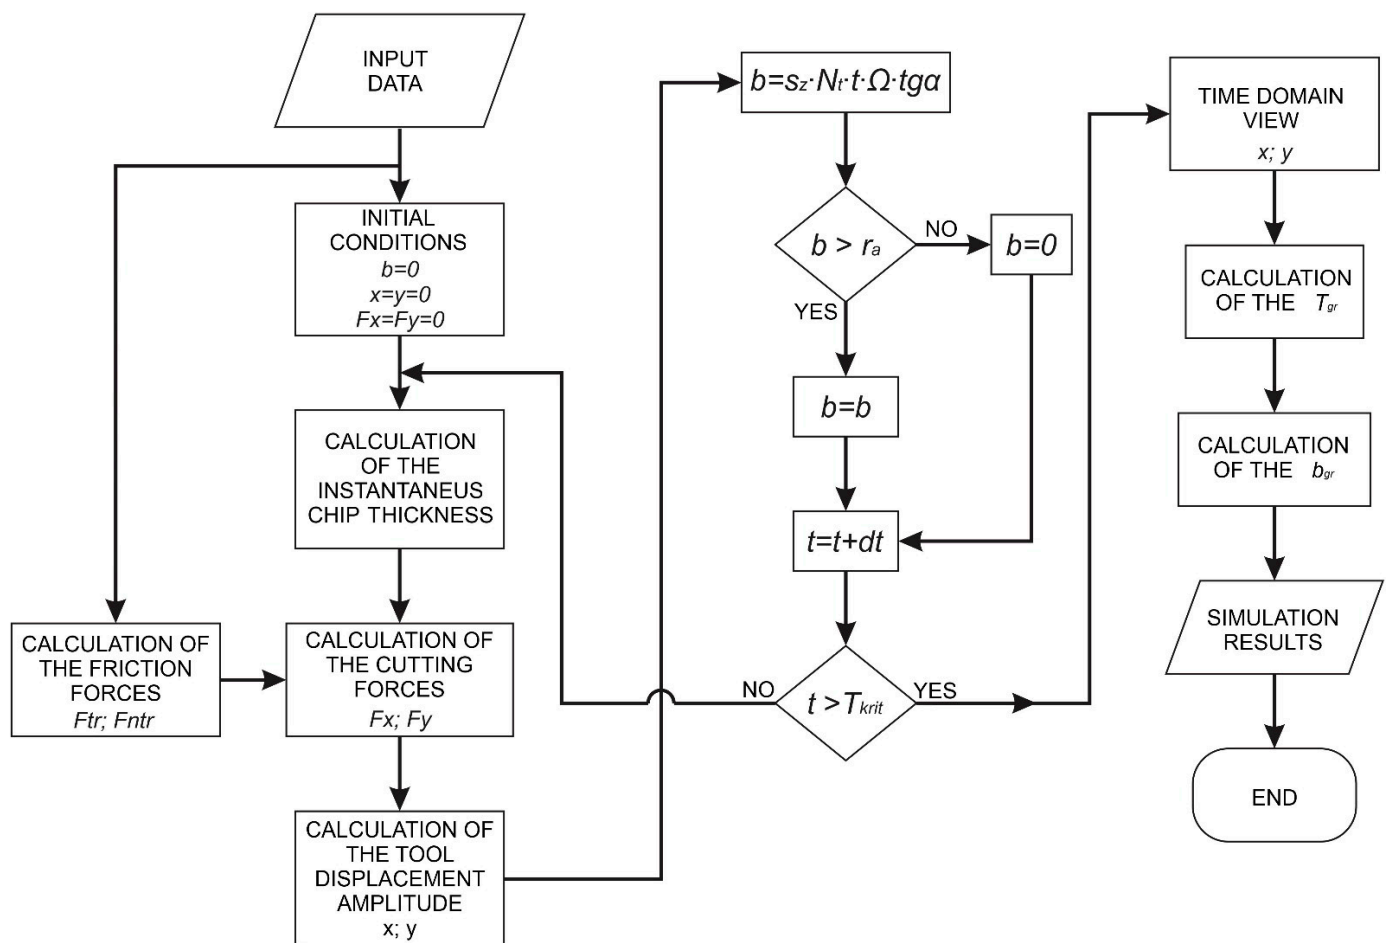 INPUT
DATA
INITIAL
CONDITIONS
b=0
x=y=0
Fx=Fy=0
CALCULATION
OF THE
INSTANTANEUS
CHIP THICKNESS
CALCULATION OF
THE FRICTION
FORCES
Ftr; Fntr
CALCULATION OF
THE CUTTING
FORCES
Fx; Fy
CALCULATION OF
THE TOOL
DISPLACEMENT
AMPLITUDE
x; y
b=sz·Nt·t·Ω·tgα
b > ra
NO
b=0
YES
b=b
t=t+dt
NO
t >Tkrit
YES
TIME DOMAIN
VIEW
x; y
CALCULATION
OF THE Tgr
CALCULATION
OF THE bgr
SIMULATION
RESULTS
END